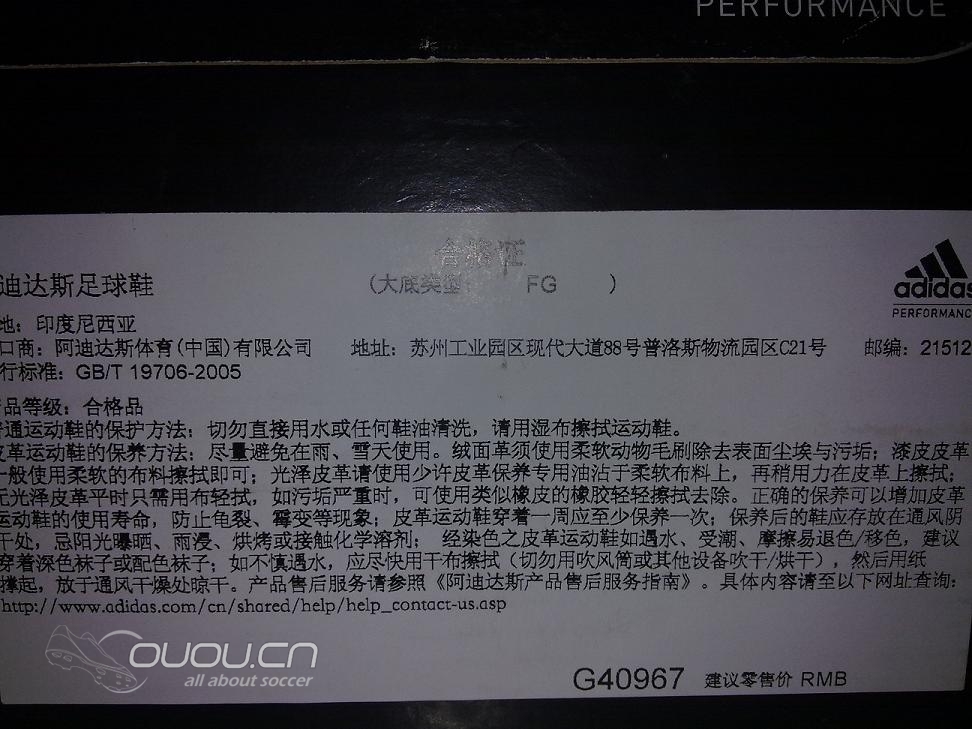 PERFORMANCE
合格证
迪达斯足球鞋
(大底类型: FG )
adidas
PERFORMANC
地: 印度尼西亚
口商: 阿迪达斯体育(中国)有限公司 地址: 苏州工业园区现代大道88号普洛斯物流园区C21号 邮编: 21512
行标准: GB/T 19706-2005
品等级: 合格品
通运动鞋的保护方法: 切勿直接用水或任何鞋油清洗, 请用湿布擦拭运动鞋。
皮革运动鞋的保养方法: 尽量避免在雨、雪天使用。绒面革须使用柔软动物毛刷除去表面尘埃与污垢; 漆皮皮革
一般使用柔软的布料擦拭即可; 光泽皮革请使用少许皮革保养专用油沾于柔软布料上, 再稍用力在皮革上擦拭;
无光泽皮革平时只需用布轻拭, 如污垢严重时, 可使用类似橡皮的橡胶轻轻擦拭去除。正确的保养可以增加皮革
运动鞋的使用寿命, 防止龟裂、霉变等现象; 皮革运动鞋穿着一周应至少保养一次; 保养后的鞋应存放在通风阴
干处, 忌阳光曝晒、雨浸、烘烤或接触化学溶剂; 经染色之皮革运动鞋如遇水、受潮、摩擦易退色/移色, 建议
穿着深色袜子或配色袜子; 如不慎遇水, 应尽快用干布擦拭(切勿用吹风筒或其他设备吹干/烘干), 然后用纸
撑起, 放于通风干燥处晾干。产品售后服务请参照《阿迪达斯产品售后服务指南》。具体内容请至以下网址查询:
http://www.adidas.com/cn/shared/help/help_contact-us.asp
OUOU.CN
all about soccer
G40967 建议零售价 RMB